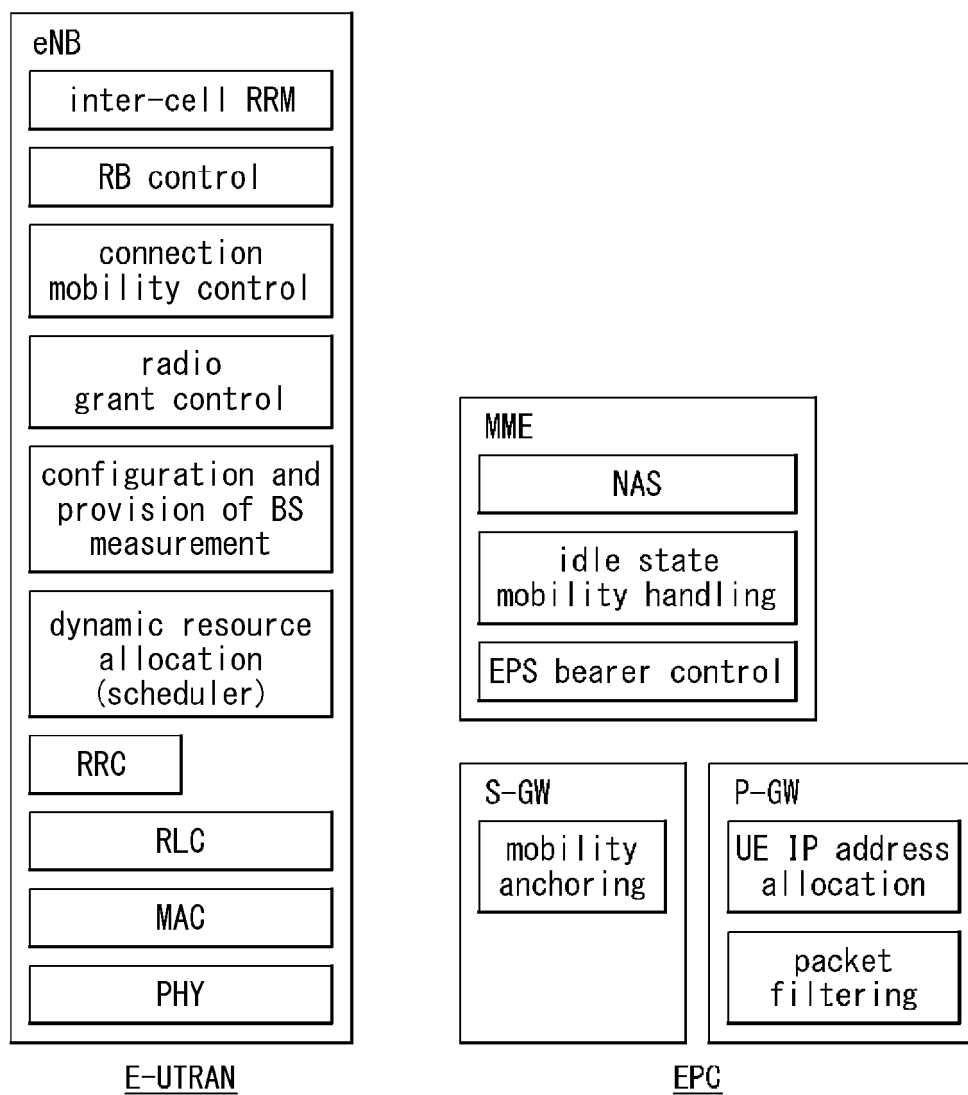 eNB
inter-cell RRM
RB control
connection
mobility control
radio
grant control
configuration and
provision of BS
measurement
dynamic resource
allocation
(scheduler)
RRC
RLC
MAC
PHY
E-UTRAN
MME
NAS
idle state
mobility handling
EPS bearer control
S-GW
mobility
anchoring
P-GW
UE IP address
allocation
packet
filtering
EPC